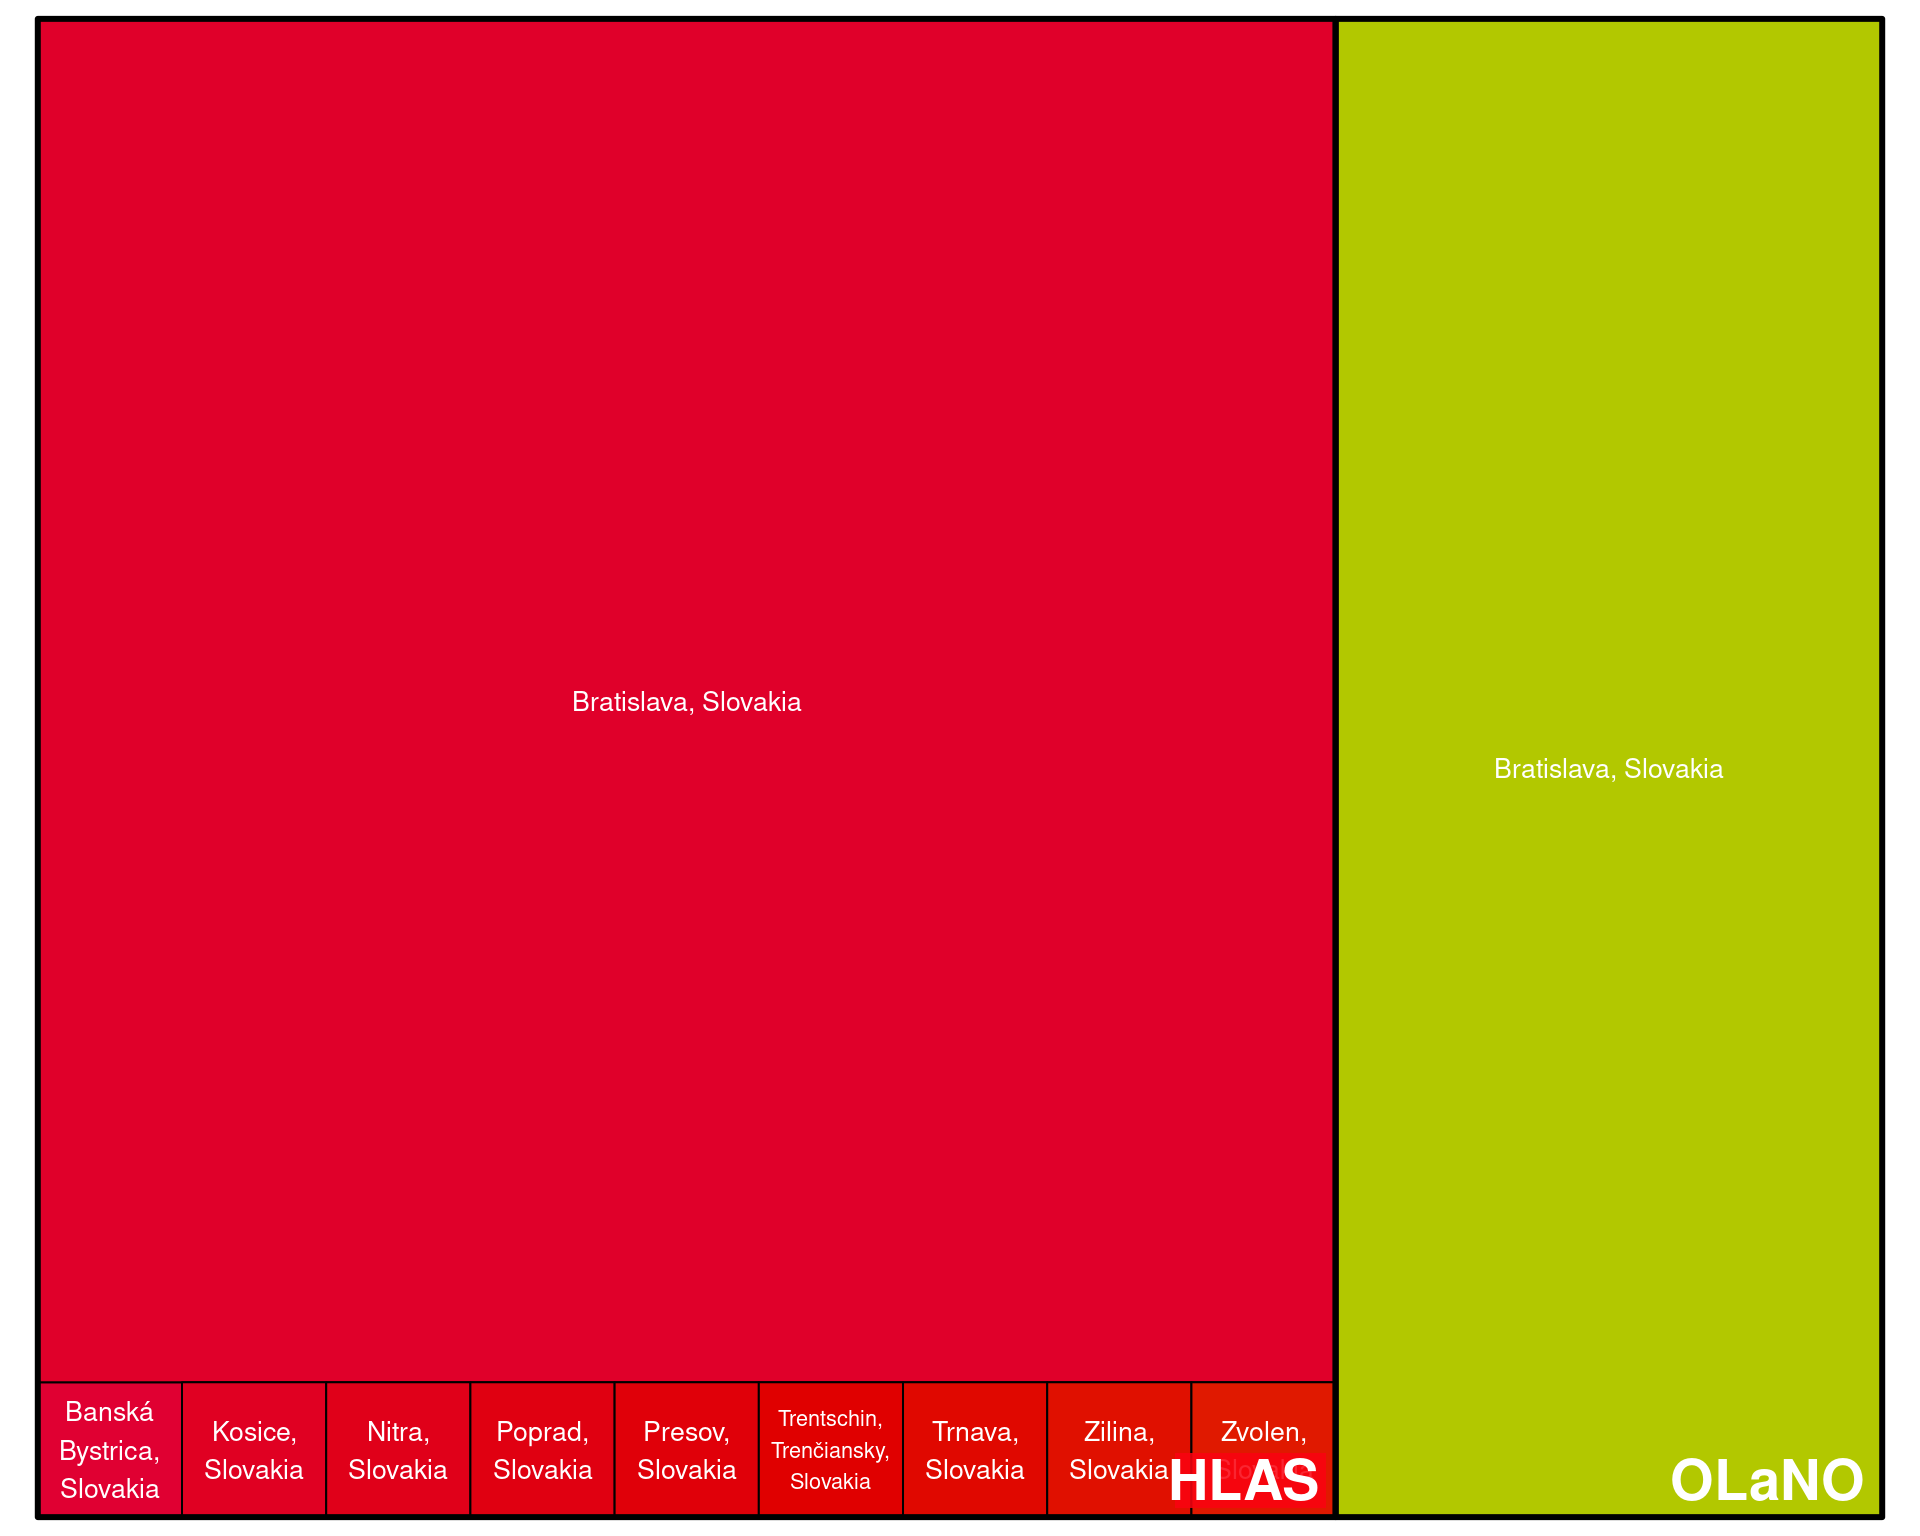 Bratislava, Slovakia
Bratislava, Slovakia
Banská
Bystrica,
Slovakia
Kosice,
Slovakia
Nitra,
Slovakia
Poprad,
Slovakia
Presov,
Slovakia
Trentschin,
Trenčiansky,
Slovakia
Trnava,
Slovakia
Zilina,
Slovakia
Zvolen,
Slovakia
HLAS
OLaNO